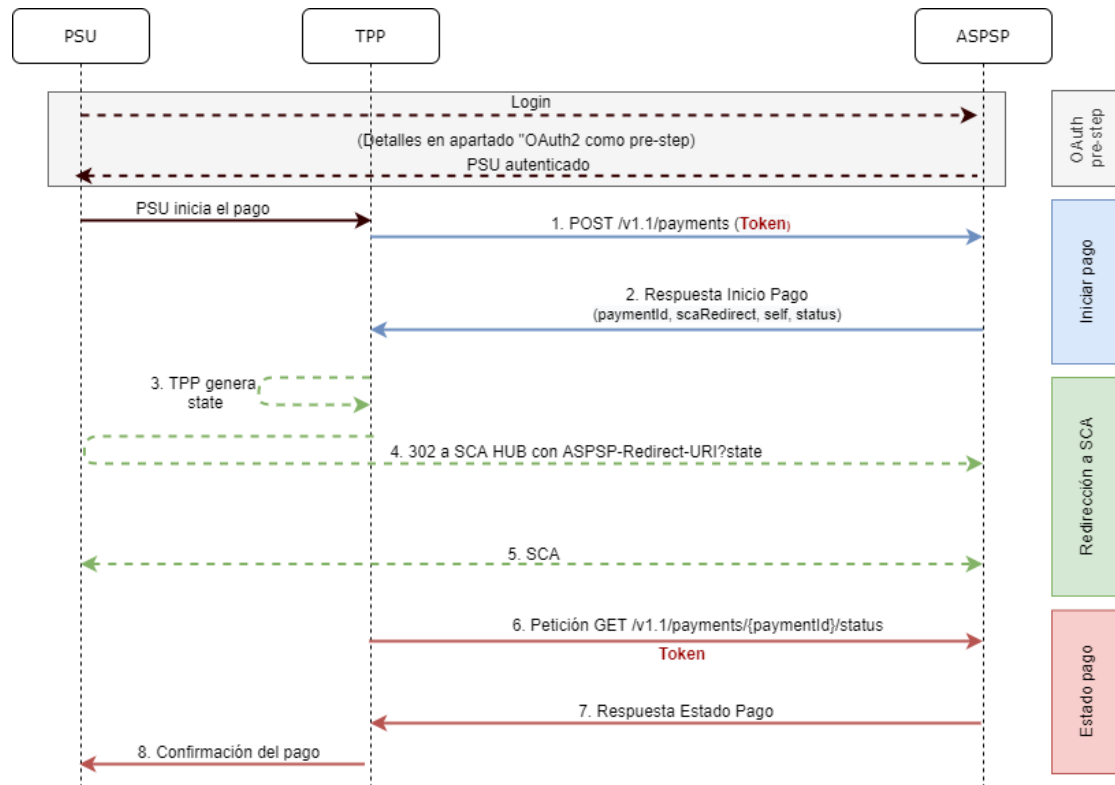 PSU
TPP
ASPSP
Login
(Detalles en apartado "OAuth2 como pre-step)
PSU autenticado
OAuth
pre-step
PSU inicia el pago
1. POST /v1.1/payments (Token)
2. Respuesta Inicio Pago
(paymentId, scaRedirect, self, status)
Iniciar pago
3. TPP genera
state
4. 302 a SCA HUB con ASPSP-Redirect-URI?state
5. SCA
Redirección a SCA
6. Petición GET /v1.1/payments/{paymentId}/status
Token
7. Respuesta Estado Pago
8. Confirmación del pago
Estado pago